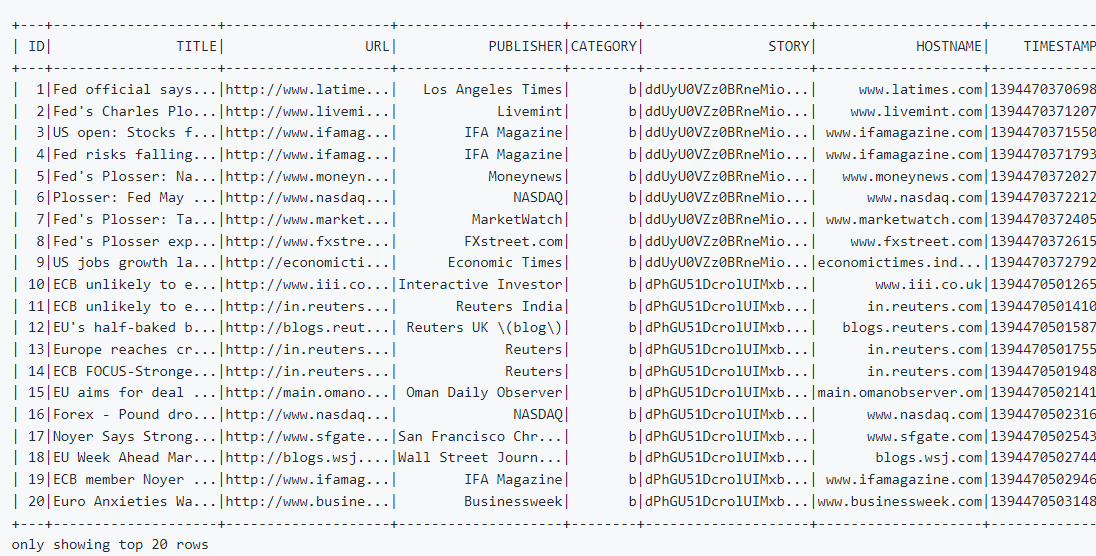 +---+--------------------+--------------------+--------------------+--------+--------------------+--------------------+-------------
| ID|               TITLE|                 URL|           PUBLISHER|CATEGORY|               STORY|            HOSTNAME|    TIMESTAMP
+---+--------------------+--------------------+--------------------+--------+--------------------+--------------------+-------------
|  1|Fed official says...|http://www.latime...|   Los Angeles Times|       b|ddUyU0VZz0BRneMio...|     www.latimes.com|1394470370698
|  2|Fed's Charles Plo...|http://www.livemi...|            Livemint|       b|ddUyU0VZz0BRneMio...|    www.livemint.com|1394470371207
|  3|US open: Stocks f...|http://www.ifamag...|        IFA Magazine|       b|ddUyU0VZz0BRneMio...| www.ifamagazine.com|1394470371550
|  4|Fed risks falling...|http://www.ifamag...|        IFA Magazine|       b|ddUyU0VZz0BRneMio...| www.ifamagazine.com|1394470371793
|  5|Fed's Plosser: Na...|http://www.moneyn...|           Moneynews|       b|ddUyU0VZz0BRneMio...|   www.moneynews.com|1394470372027
|  6|Plosser: Fed May ...|http://www.nasdaq...|              NASDAQ|       b|ddUyU0VZz0BRneMio...|      www.nasdaq.com|1394470372212
|  7|Fed's Plosser: Ta...|http://www.market...|         MarketWatch|       b|ddUyU0VZz0BRneMio...| www.marketwatch.com|1394470372405
|  8|Fed's Plosser exp...|http://www.fxstre...|        FXstreet.com|       b|ddUyU0VZz0BRneMio...|    www.fxstreet.com|1394470372615
|  9|US jobs growth la...|http://economicti...|      Economic Times|       b|ddUyU0VZz0BRneMio...|economictimes.ind...|1394470372792
| 10|ECB unlikely to e...|http://www.iii.co...|Interactive Investor|       b|dPhGU51DcrolUIMxb...|       www.iii.co.uk|1394470501265
| 11|ECB unlikely to e...|http://in.reuters...|       Reuters India|       b|dPhGU51DcrolUIMxb...|      in.reuters.com|1394470501410
| 12|EU's half-baked b...|http://blogs.reut...| Reuters UK \(blog\)|       b|dPhGU51DcrolUIMxb...|   blogs.reuters.com|1394470501587
| 13|Europe reaches cr...|http://in.reuters...|             Reuters|       b|dPhGU51DcrolUIMxb...|      in.reuters.com|1394470501755
| 14|ECB FOCUS-Stronge...|http://in.reuters...|             Reuters|       b|dPhGU51DcrolUIMxb...|      in.reuters.com|1394470501948
| 15|EU aims for deal ...|http://main.omano...| Oman Daily Observer|       b|dPhGU51DcrolUIMxb...|main.omanobserver.om|1394470502141
| 16|Forex - Pound dro...|http://www.nasdaq...|              NASDAQ|       b|dPhGU51DcrolUIMxb...|      www.nasdaq.com|1394470502316
| 17|Noyer Says Strong...|http://www.sfgate...|San Francisco Chr...|       b|dPhGU51DcrolUIMxb...|      www.sfgate.com|1394470502543
| 18|EU Week Ahead Mar...|http://blogs.wsj....|Wall Street Journ...|       b|dPhGU51DcrolUIMxb...|       blogs.wsj.com|1394470502744
| 19|ECB member Noyer ...|http://www.ifamag...|        IFA Magazine|       b|dPhGU51DcrolUIMxb...| www.ifamagazine.com|1394470502946
| 20|Euro Anxieties Wa...|http://www.busine...|        Businessweek|       b|dPhGU51DcrolUIMxb...|www.businessweek.com|1394470503148
+---+--------------------+--------------------+--------------------+--------+--------------------+--------------------+-------------
only showing top 20 rows